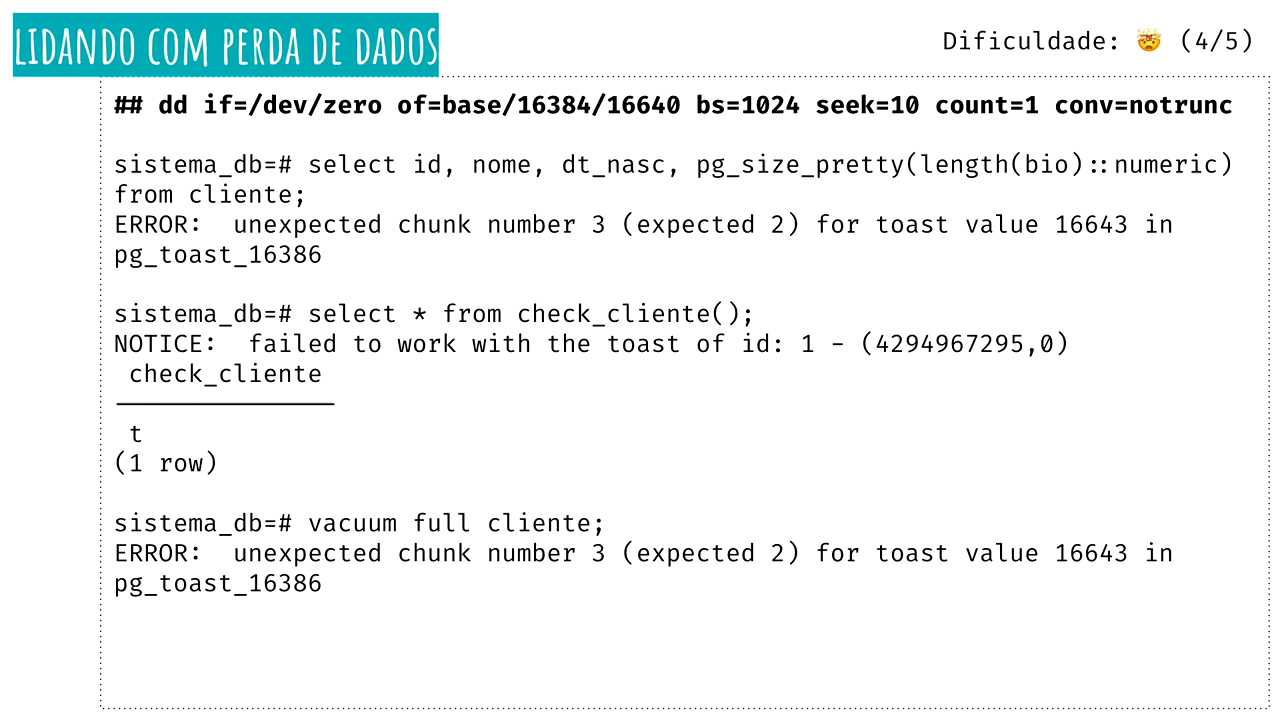 LIDANDO COM PERDA DE DADOS
Dificuldade: 🤯 (4/5)
## dd if=/dev/zero of=base/16384/16640 bs=1024 seek=10 count=1 conv=notrunc
sistema_db=# select id, nome, dt_nasc, pg_size_pretty(length(bio)::numeric)
from cliente;
ERROR:  unexpected chunk number 3 (expected 2) for toast value 16643 in
pg_toast_16386
sistema_db=# select * from check_cliente();
NOTICE:  failed to work with the toast of id: 1 - (4294967295,0)
check_cliente
---------------
t
(1 row)
sistema_db=# vacuum full cliente;
ERROR:  unexpected chunk number 3 (expected 2) for toast value 16643 in
pg_toast_16386